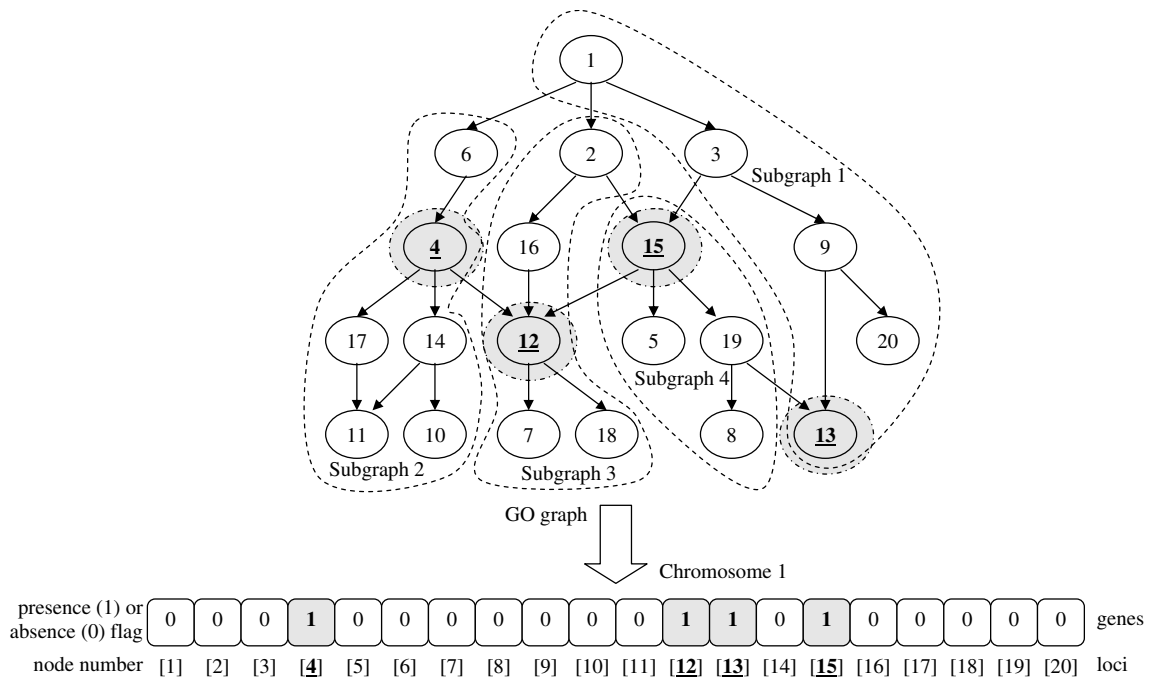 1
6 2 3
Subgraph 1
4 16 15 9
17 14 12 5 19 20
Subgraph 4
11 10 7 18 8 13
Subgraph 2 Subgraph 3
GO graph
Chromosome 1
presence (1) or
absence (0) flag
0 0 0 1 0 0 0 0 0 0 0 1 1 0 1 0 0 0 0 0
genes
node number [1] [2] [3] [4] [5] [6] [7] [8] [9] [10] [11] [12] [13] [14] [15] [16] [17] [18] [19] [20] loci